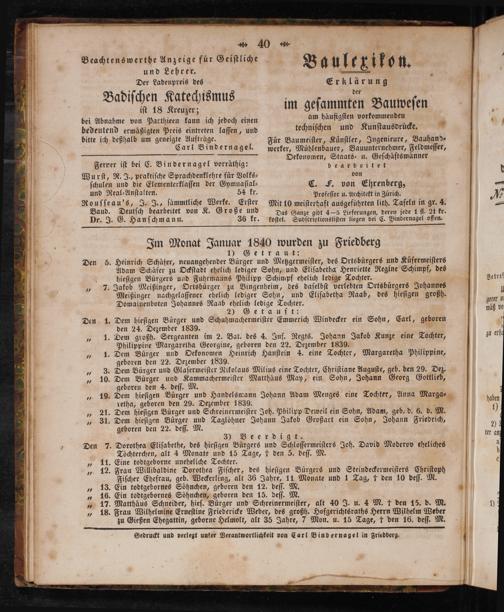 40
Beachtenswerthe Anzeige für Geistliche
und Lehrer.
Der Ladenpreis des
Badischen Katechismus
ist 18 Kreuzer;
bei Abnahme von Parthieen kann ich jedoch einen
bedeutend ermäßigten Preis eintreten lassen, und
bitte ich deßhalb um geneigte Aufträge.
Carl Bindernagel.
Ferner ist bei C. Bindernagel vorräthig:
Wurst, R. J., praktische Sprachdenklehre für Volks-
schulen und die Elementarklassen der Gymnasial-
und Real-Anstalten. 54 kr.
Rousseau's, J. J., sämmtliche Werke. Erster
Band. Deutsch bearbeitet von K. Große und
Dr. J. G. Hanschmann. 36 kr.
Baulexikon.
Erklärung
der
im gesammten Bauwesen
am häufigsten vorkommenden
technischen und Kunstausdrücke.
Für Baumeister, Künstler, Ingenieure, Bauhand-
werker, Mühlenbauer, Bauunternehmer, Feldmesser,
Oekonomen, Staats- u. Geschäftsmänner
bearbeitet
von
C. F. von Ehrenberg,
Professor u. Architekt in Zürich.
Mit 10 meisterhaft ausgeführten lith. Tafeln in gr. 4.
Das Ganze gibt 4—5 Lieferungen, deren jede 1 fl. 21 kr.
kostet. Subscriptionslisten liegen bei C. Bindernagel offen.
Im Monat Januar 1840 wurden zu Friedberg
1) Getraut:
Den 5. Heinrich Schäfer, neuangehender Bürger und Metzgermeister, des Ortsbürgers und Küfermeisters
Adam Schäfer zu Ockstadt ehelich lediger Sohn, und Elisabetha Henriette Regine Schimpf, des
hiesigen Bürgers und Fuhrmanns Philipp Schimpf ehelich ledige Tochter.
„ 7. Jakob Meisinger, Ortsbürger zu Bingenheim, des daselbst verlebten Ortsbürgers Johannes
Meisinger nachgelassener ehelich lediger Sohn, und Elisabetha Raab, des hiesigen großh.
Domainenboten Johannes Raab ehelich ledige Tochter.
2) Getauft:
Den 1. Dem hiesigen Bürger und Schuhmachermeister Emmerich Windecker ein Sohn, Carl, geboren
den 24. Dezember 1839.
„ 1. Dem großh. Serganten im 2. Bat. des 4. Inf. Regts. Johann Jakob Kunze eine Tochter,
Philippine Margaretha Georgine, geboren den 22. Dezember 1839.
„ 1. Dem Bürger und Oekonomen Heinrich Hanstein 4. eine Tochter, Margaretha Philippine,
geboren den 22. Dezember 1839.
„ 3. Dem Bürger und Glasermeister Nikolaus Milius eine Tochter, Christiane August, geb. den 29. Dez.
„ 10. Dem Bürger und Kammachermeister Matthäus May, ein Sohn, Johann Georg Gottlieb,
geboren den 4. dess. M.
„ 19. Dem hiesigen Bürger und Handelsmann Johann Adam Menges eine Tochter, Anna Marga-
retha, geboren den 29. Dezember 1839.
„ 21. Dem hiesigen Bürger und Schreinermeister Joh. Philipp Deweil ein Sohn, Adam, geb. d. 6. d. M.
„ 31. Dem Bürger und Taglöhner Johann Jakob Großart ein Sohn, Johann Friedrich,
geboren den 22. dess. M.
3) Beerdigt.
Den 7. Dorothea Elisabethe, des hiesigen Bürgers und Schlossermeisters Joh. David Moderov eheliches
Töchterchen, alt 4 Monate und 15 Tage, † den 5. dess. M.
„ 11. Eine todtgeborne uneheliche Tochter.
„ 12. Frau Willibaldine Dorothea Fischer, des hiesigen Bürgers und Steindeckermeisters Christoph
Fischer Ehefrau, geb. Weckerling, alt 36 Jahre, 11 Monate und 1 Tag, † den 10 dess. M.
„ 13. Ein todtgebornes Söhnchen, geboren den 12. dess. M.
„ 16. Ein todtgebornes Söhnchen, geboren den 15. dess. M.
„ 17. Matthäus Schneider, hies. Bürger und Schreinermeister, alt 40 J. u. 4 M. † den 15. d. M.
„ 18. Frau Wilhelmine Ernestine Friedericke Weber, des großh. Hofgerichtsraths Herrn Wilhelm Weber
zu Gießen Ehegattin, geborne Helmolt, alt 35 Jahre, 7 Mon. u. 15 Tage, † den 16. dess. M.
Gedruckt und verlegt unter Verantwortlichkeit von Carl Bindernagel in Friedberg.